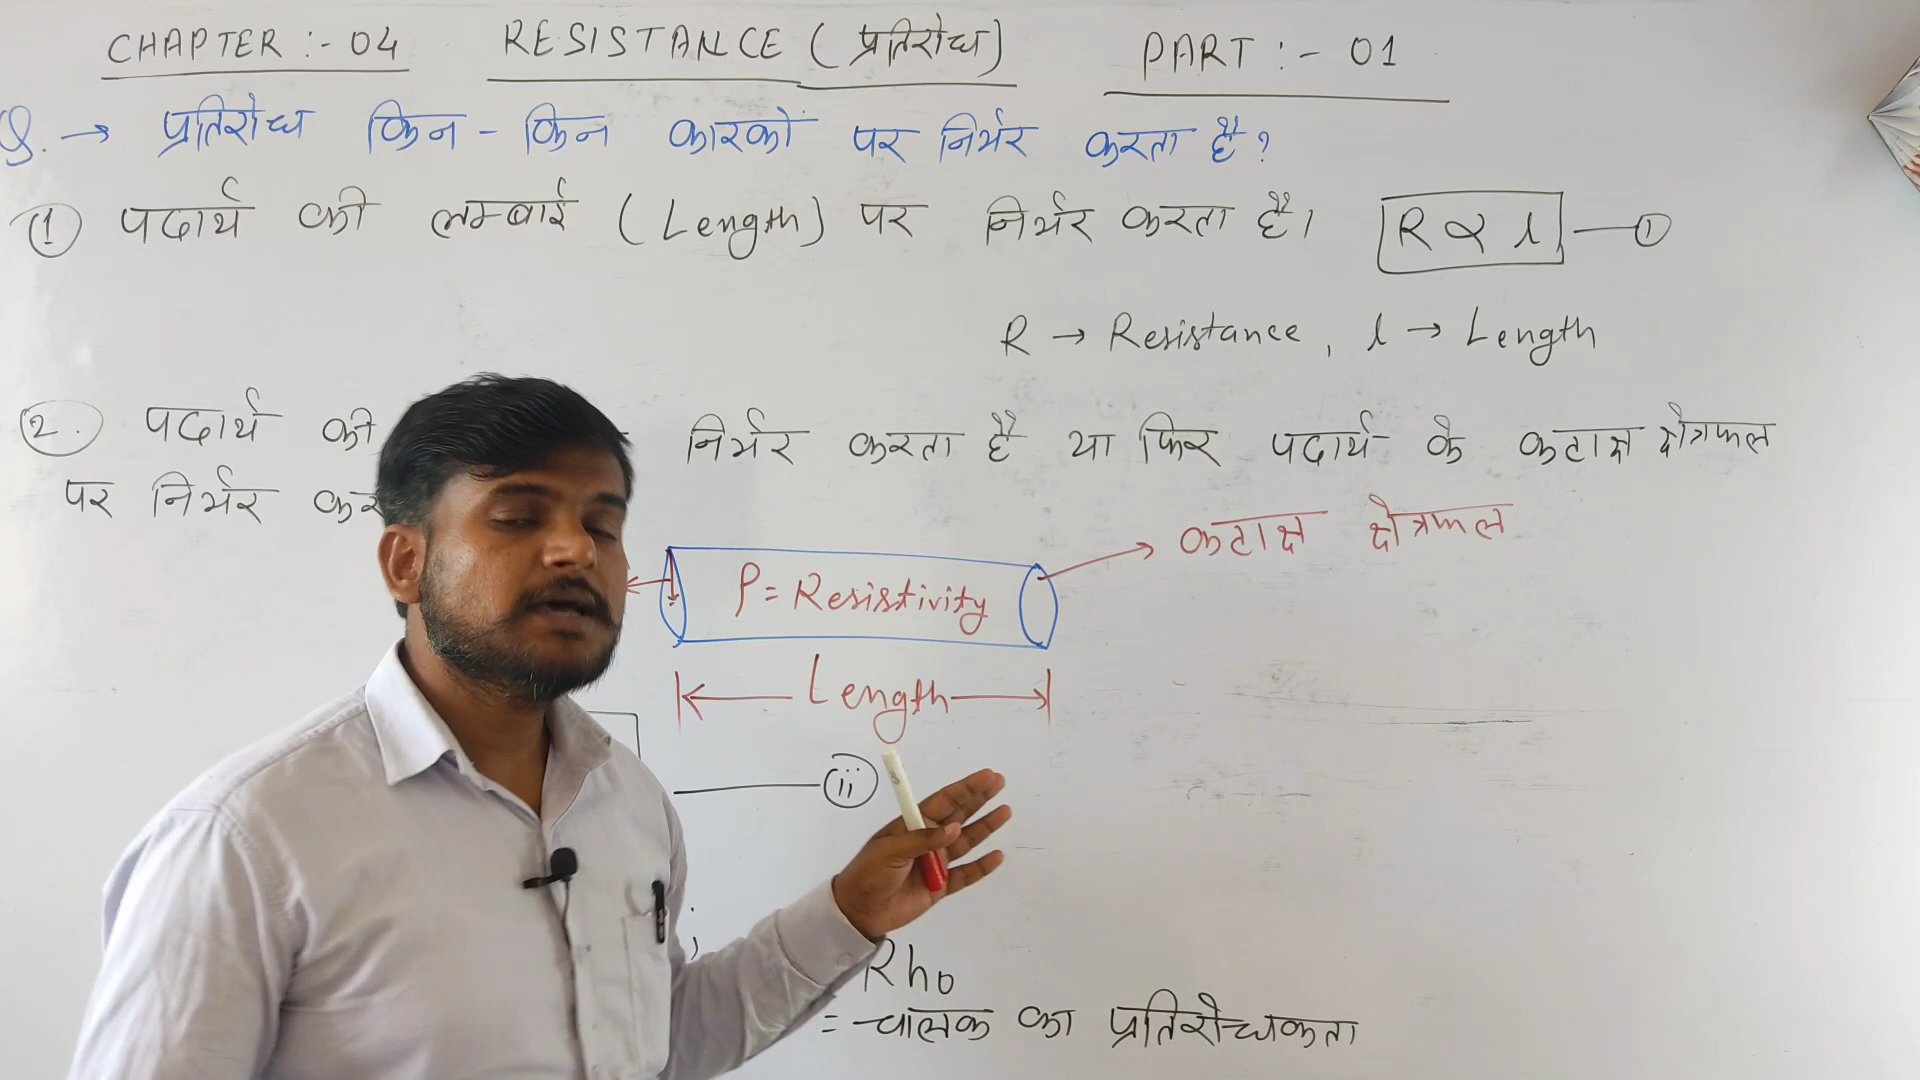 CHAPTER :- 04 RESISTANCE (प्रतिरोध) PART :- 01
Q. → प्रतिरोध किन - किन कारकों पर निर्भर करता है?
(1) पदार्थ की लम्बाई (Length) पर निर्भर करता है। R ∝ l — (1)
R → Resistance, l → Length
(2.) पदार्थ की निर्भर करता है या फिर पदार्थ के कटाक्ष क्षेत्रफल
पर निर्भर कर
कटाक्ष क्षेत्रफल
ρ = Resistivity
Length
(ii)
Rho
= चालक का प्रतिरोधकता